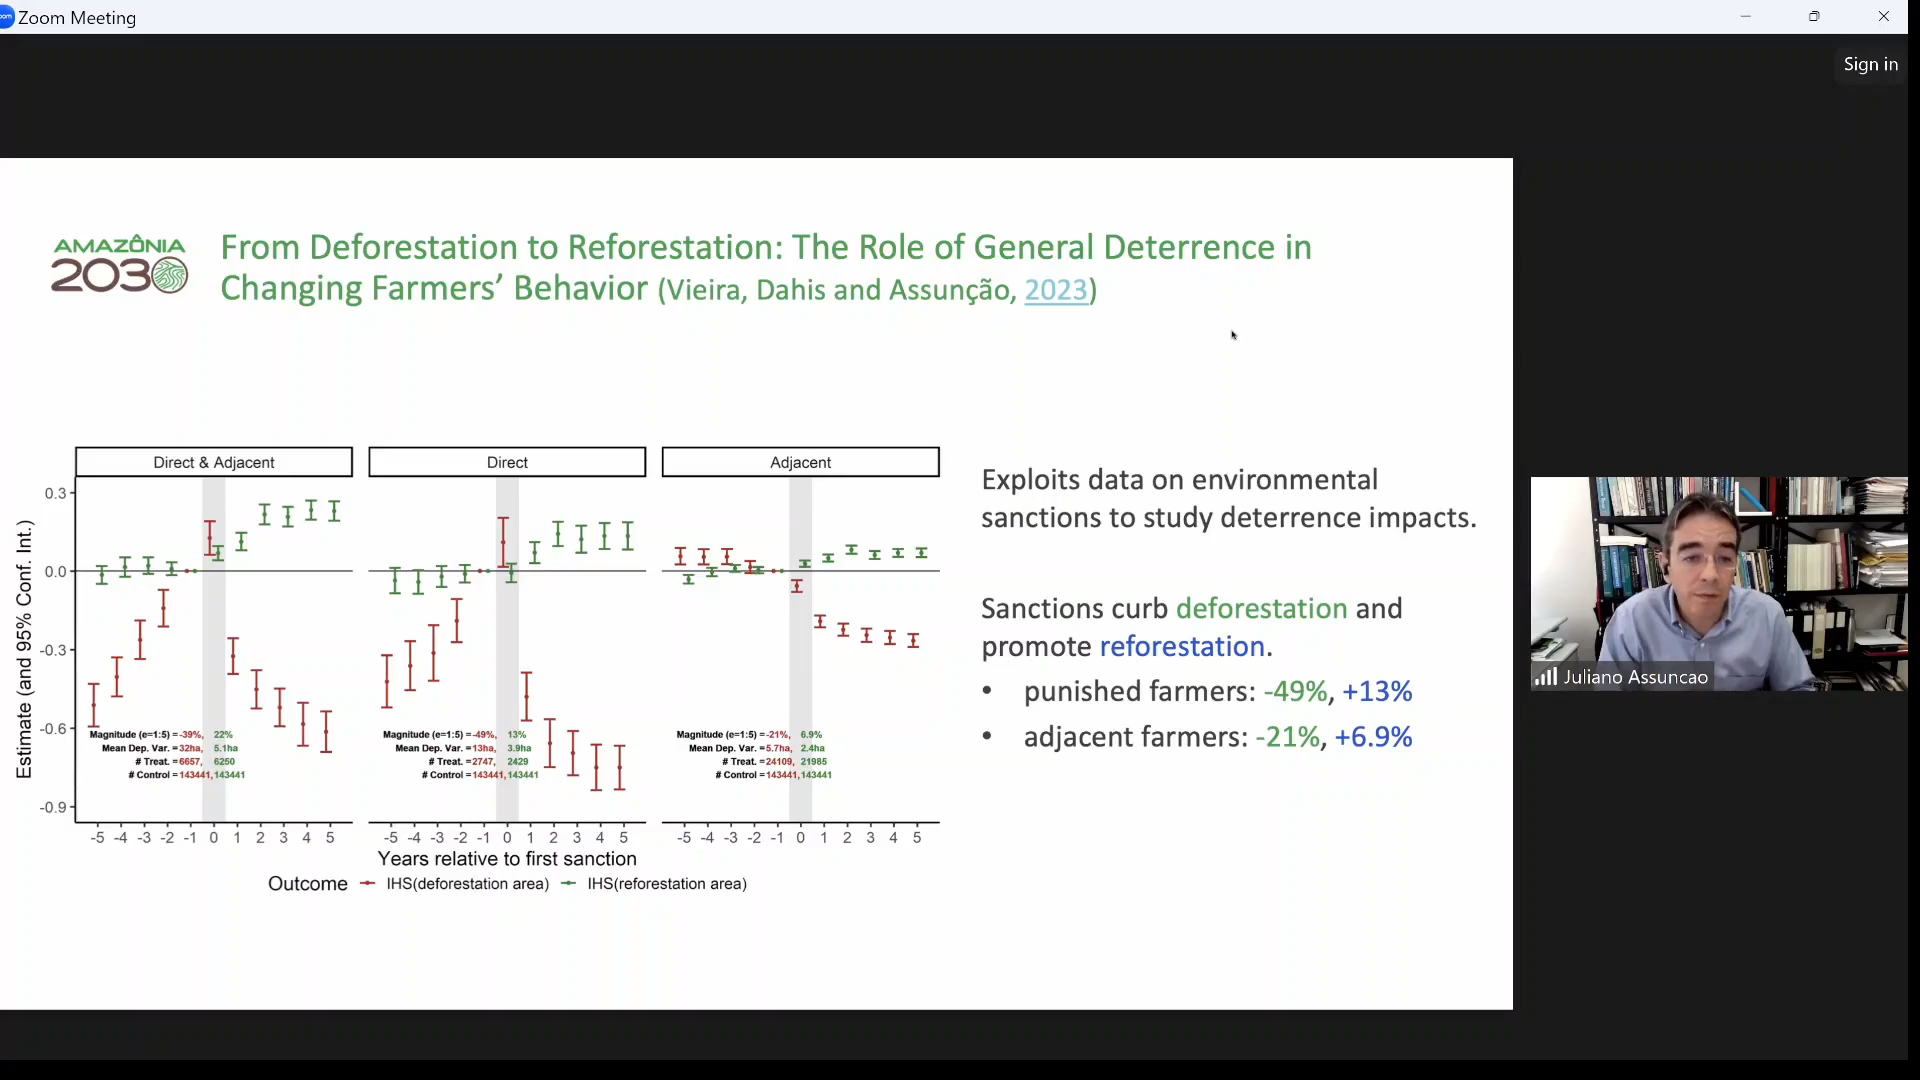 zoom Zoom Meeting
Sign in
AMAZÔNIA
2030
From Deforestation to Reforestation: The Role of General Deterrence in
Changing Farmers’ Behavior (Vieira, Dahis and Assunção, 2023)
Direct & Adjacent
Direct
Adjacent
Estimate (and 95% Conf. Int.)
0.3
0.0
-0.3
-0.6
-0.9
Magnitude (e=1:5) = -39%, 22%
Mean Dep. Var. = 32ha, 5.1ha
# Treat. = 6657, 6250
# Control = 143441, 143441
Magnitude (e=1:5) = -49%, 13%
Mean Dep. Var. = 13ha, 3.9ha
# Treat. = 2747, 2429
# Control = 143441, 143441
Magnitude (e=1:5) = -21%, 6.9%
Mean Dep. Var. = 5.7ha, 2.4ha
# Treat. = 24109, 21985
# Control = 143441, 143441
-5 -4 -3 -2 -1 0 1 2 3 4 5
-5 -4 -3 -2 -1 0 1 2 3 4 5
-5 -4 -3 -2 -1 0 1 2 3 4 5
Years relative to first sanction
Outcome IHS(deforestation area) IHS(reforestation area)
Exploits data on environmental
sanctions to study deterrence impacts.
Sanctions curb deforestation and
promote reforestation.
• punished farmers: -49%, +13%
• adjacent farmers: -21%, +6.9%
Juliano Assuncao